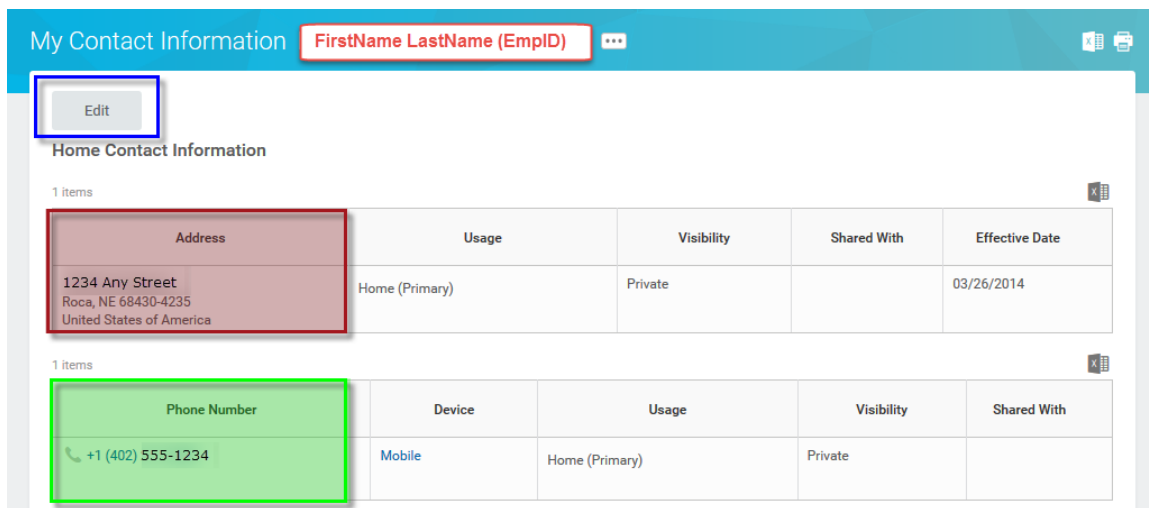 My Contact Information FirstName LastName (EmpID)
Edit
Home Contact Information
1 items
Address Usage Visibility Shared With Effective Date
1234 Any Street Home (Primary) Private 03/26/2014
Roca, NE 68430-4235
United States of America
1 items
Phone Number Device Usage Visibility Shared With
+1 (402) 555-1234 Mobile Home (Primary) Private